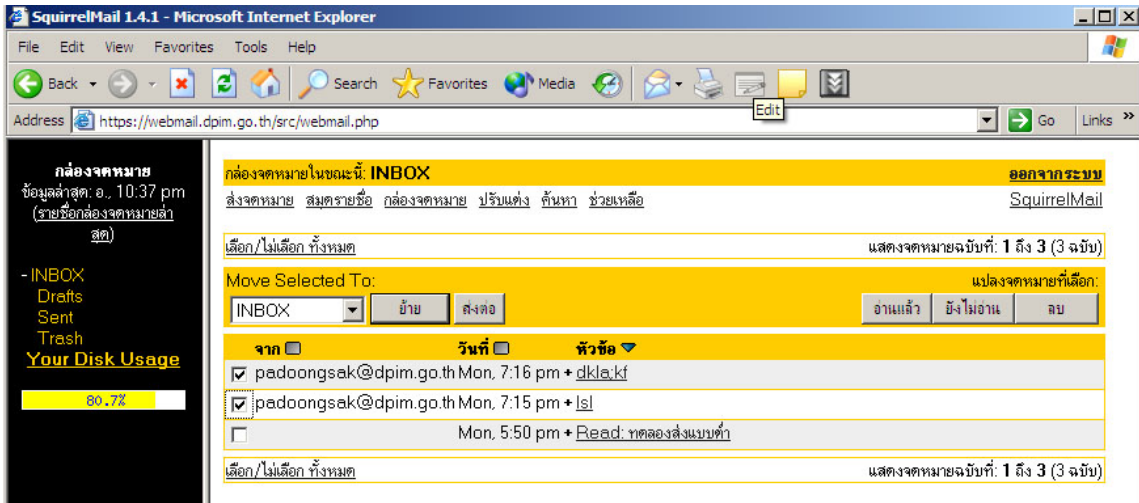 SquirrelMail 1.4.1 - Microsoft Internet Explorer
File Edit View Favorites Tools Help
Back Search Favorites Media
Edit
Address https://webmail.dpim.go.th/src/webmail.php Go Links »
กล่องจดหมาย
ข้อมูลล่าสุด: อ., 10:37 pm
(รายชื่อกล่องจดหมายล่า
สุด)
- INBOX
Drafts
Sent
Trash
Your Disk Usage
80.7%
กล่องจดหมายในขณะนี้: INBOX ออกจากระบบ
ส่งจดหมาย สมุดรายชื่อ กล่องจดหมาย ปรับแต่ง ค้นหา ช่วยเหลือ SquirrelMail
เลือก/ไม่เลือก ทั้งหมด แสดงจดหมายฉบับที่: 1 ถึง 3 (3 ฉบับ)
Move Selected To: แปลงจดหมายที่เลือก:
INBOX ย้าย ส่งต่อ อ่านแล้ว ยังไม่อ่าน ลบ
จาก วันที่ หัวข้อ
padoongsak@dpim.go.th Mon, 7:16 pm + dkla;kf
padoongsak@dpim.go.th Mon, 7:15 pm + lsl
Mon, 5:50 pm + Read: ทดลองส่งแบบต่ำ
เลือก/ไม่เลือก ทั้งหมด แสดงจดหมายฉบับที่: 1 ถึง 3 (3 ฉบับ)